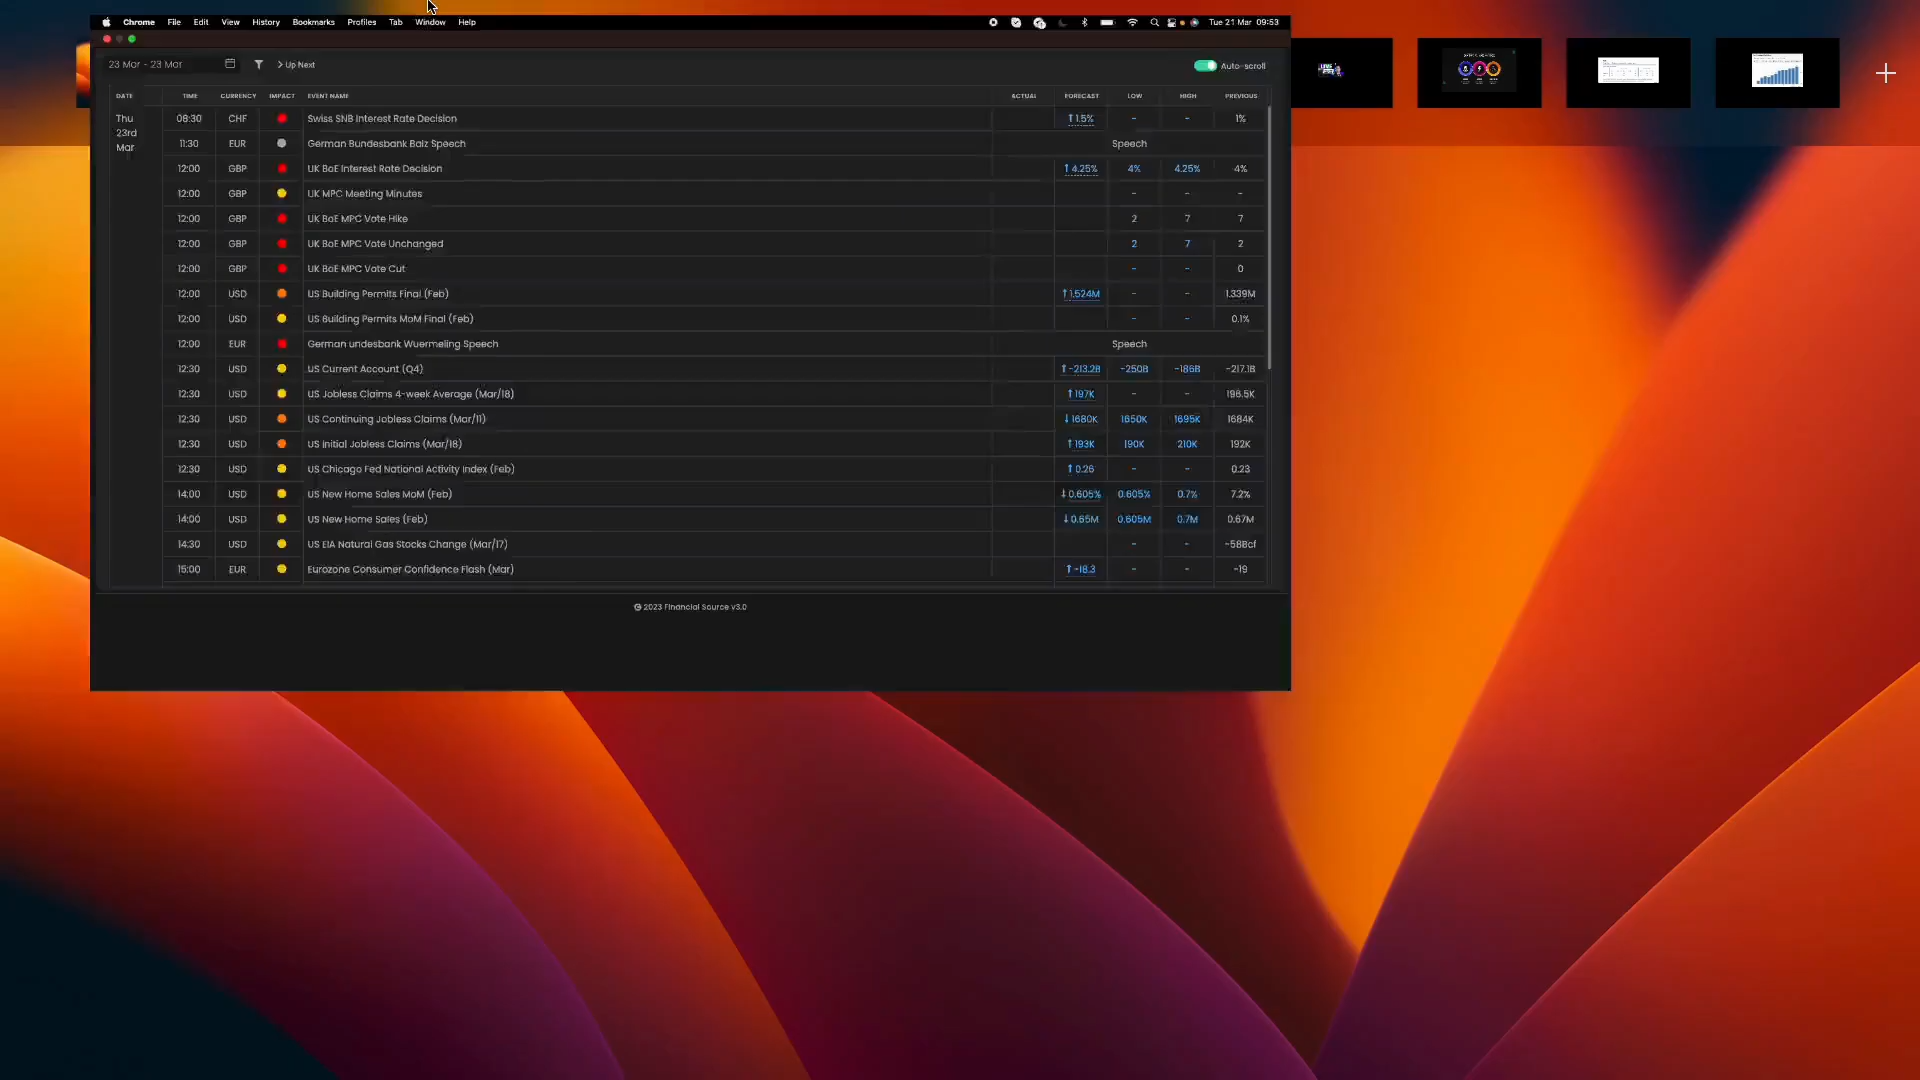 Chrome File Edit View History Bookmarks Profiles Tab Window Help Tue 21 Mar 09:53
23 Mar - 23 Mar Up Next Auto-scroll
DATE TIME CURRENCY IMPACT EVENT NAME ACTUAL FORECAST LOW HIGH PREVIOUS
Thu 23rd Mar
08:30 CHF Swiss SNB Interest Rate Decision ↑ 1.5% - - 1%
11:30 EUR German Bundesbank Balz Speech Speech
12:00 GBP UK BoE Interest Rate Decision ↑ 4.25% 4% 4.25% 4%
12:00 GBP UK MPC Meeting Minutes - - -
12:00 GBP UK BoE MPC Vote Hike 2 7 7
12:00 GBP UK BoE MPC Vote Unchanged 2 7 2
12:00 GBP UK BoE MPC Vote Cut - - 0
12:00 USD US Building Permits Final (Feb) ↑ 1.524M - - 1.339M
12:00 USD US Building Permits MoM Final (Feb) - - 0.1%
12:00 EUR German undesbank Wuermeling Speech Speech
12:30 USD US Current Account (Q4) ↑ -213.2B -250B -186B -217.1B
12:30 USD US Jobless Claims 4-week Average (Mar/18) ↑ 197K - - 196.5K
12:30 USD US Continuing Jobless Claims (Mar/11) ↓ 1680K 1650K 1695K 1684K
12:30 USD US Initial Jobless Claims (Mar/18) ↑ 193K 190K 210K 192K
12:30 USD US Chicago Fed National Activity Index (Feb) ↑ 0.26 - - 0.23
14:00 USD US New Home Sales MoM (Feb) ↓ 0.605% 0.605% 0.7% 7.2%
14:00 USD US New Home Sales (Feb) ↓ 0.65M 0.605M 0.7M 0.67M
14:30 USD US EIA Natural Gas Stocks Change (Mar/17) - - -58Bcf
15:00 EUR Eurozone Consumer Confidence Flash (Mar) ↑ -18.3 - - -19
2023 Financial Source v3.0